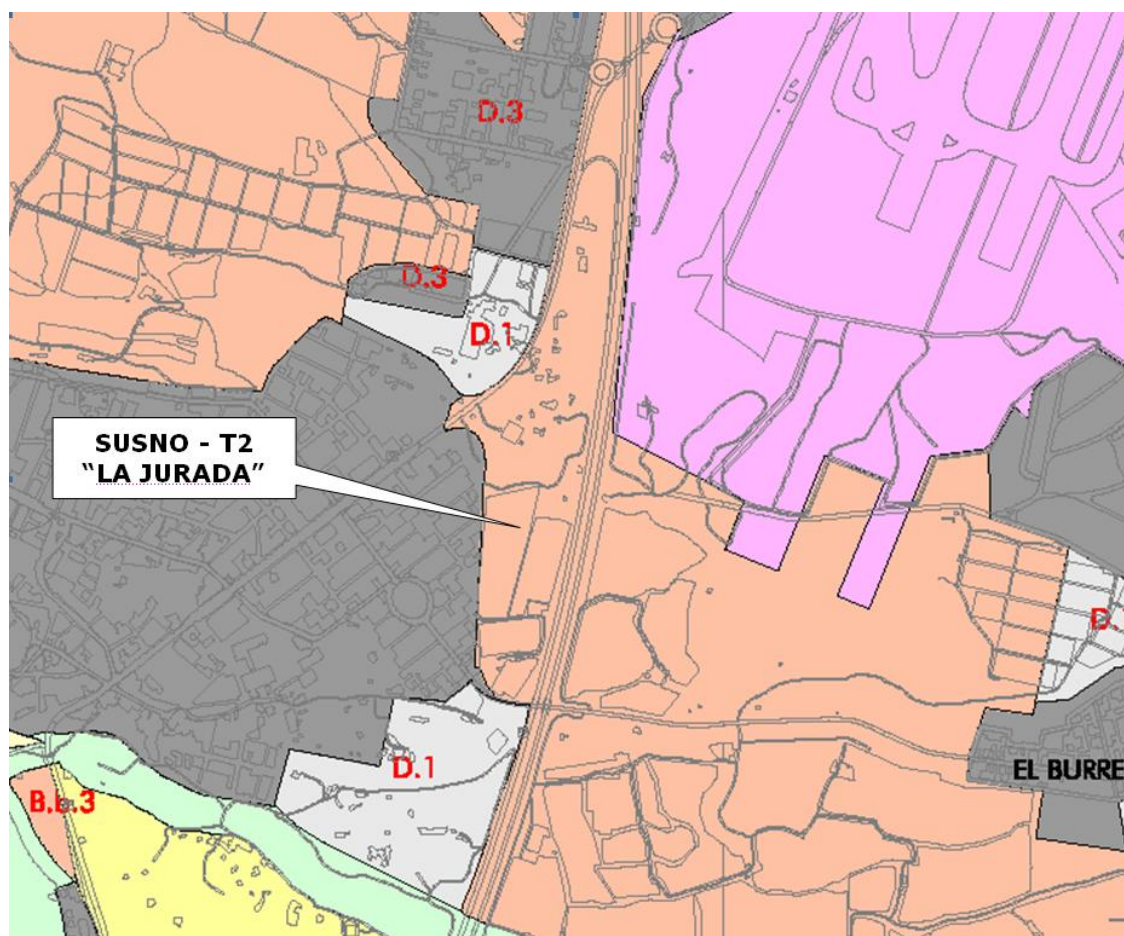 D.3
D.3
D.1
SUSNO - T2
“LA JURADA”
D.
D.1
EL BURRE
B.L.3